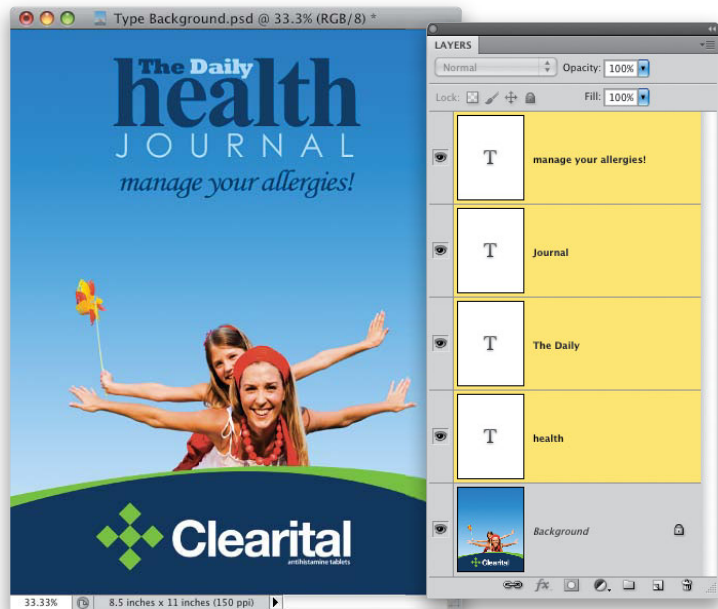 Type Background.psd @ 33.3% (RGB/8) *
The Daily
health
JOURNAL
manage your allergies!
Clearital
antihistamine tablets
33.33%
8.5 inches x 11 inches (150 ppi)
LAYERS
Normal
Opacity: 100%
Lock:
Fill: 100%
T
manage your allergies!
T
Journal
T
The Daily
T
health
Clearital
Background
fx